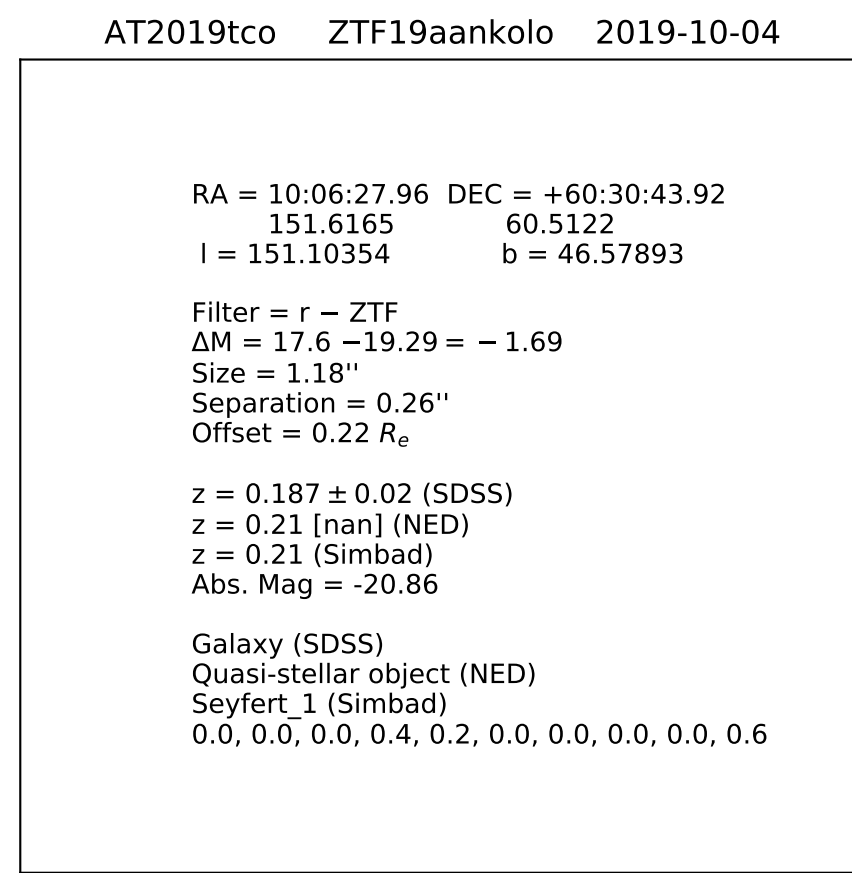 AT2019tco ZTF19aankolo 2019-10-04
RA = 10:06:27.96 DEC = +60:30:43.92
151.6165 60.5122
l = 151.10354 b = 46.57893
Filter = r − ZTF
ΔM = 17.6 −19.29 = − 1.69
Size = 1.18''
Separation = 0.26''
Offset = 0.22 Rₑ
z = 0.187 ± 0.02 (SDSS)
z = 0.21 [nan] (NED)
z = 0.21 (Simbad)
Abs. Mag = -20.86
Galaxy (SDSS)
Quasi-stellar object (NED)
Seyfert_1 (Simbad)
0.0, 0.0, 0.0, 0.4, 0.2, 0.0, 0.0, 0.0, 0.0, 0.6